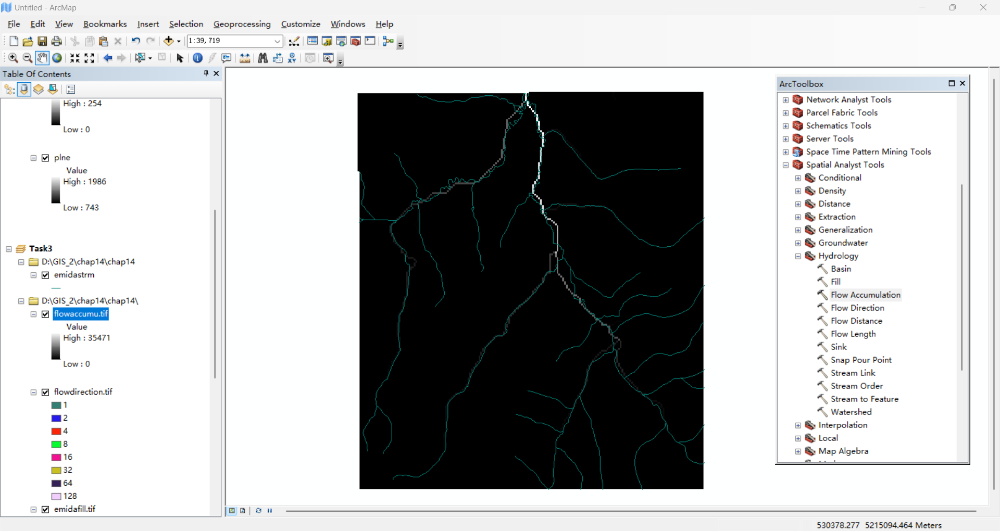 Untitled - ArcMap
File Edit View Bookmarks Insert Selection Geoprocessing Customize Windows Help
1:39,719
Table Of Contents
High : 254
Low : 0
plne
Value
High : 1986
Low : 743
Task3
D:\GIS_2\chap14\chap14
emidastrm
D:\GIS_2\chap14\chap14\
flowaccumu.tif
Value
High : 35471
Low : 0
flowdirection.tif
1
2
4
8
16
32
64
128
emidafill.tif
ArcToolbox
Network Analyst Tools
Parcel Fabric Tools
Schematics Tools
Server Tools
Space Time Pattern Mining Tools
Spatial Analyst Tools
Conditional
Density
Distance
Extraction
Generalization
Groundwater
Hydrology
Basin
Fill
Flow Accumulation
Flow Direction
Flow Distance
Flow Length
Sink
Snap Pour Point
Stream Link
Stream Order
Stream to Feature
Watershed
Interpolation
Local
Map Algebra
530378.277 5215094.464 Meters